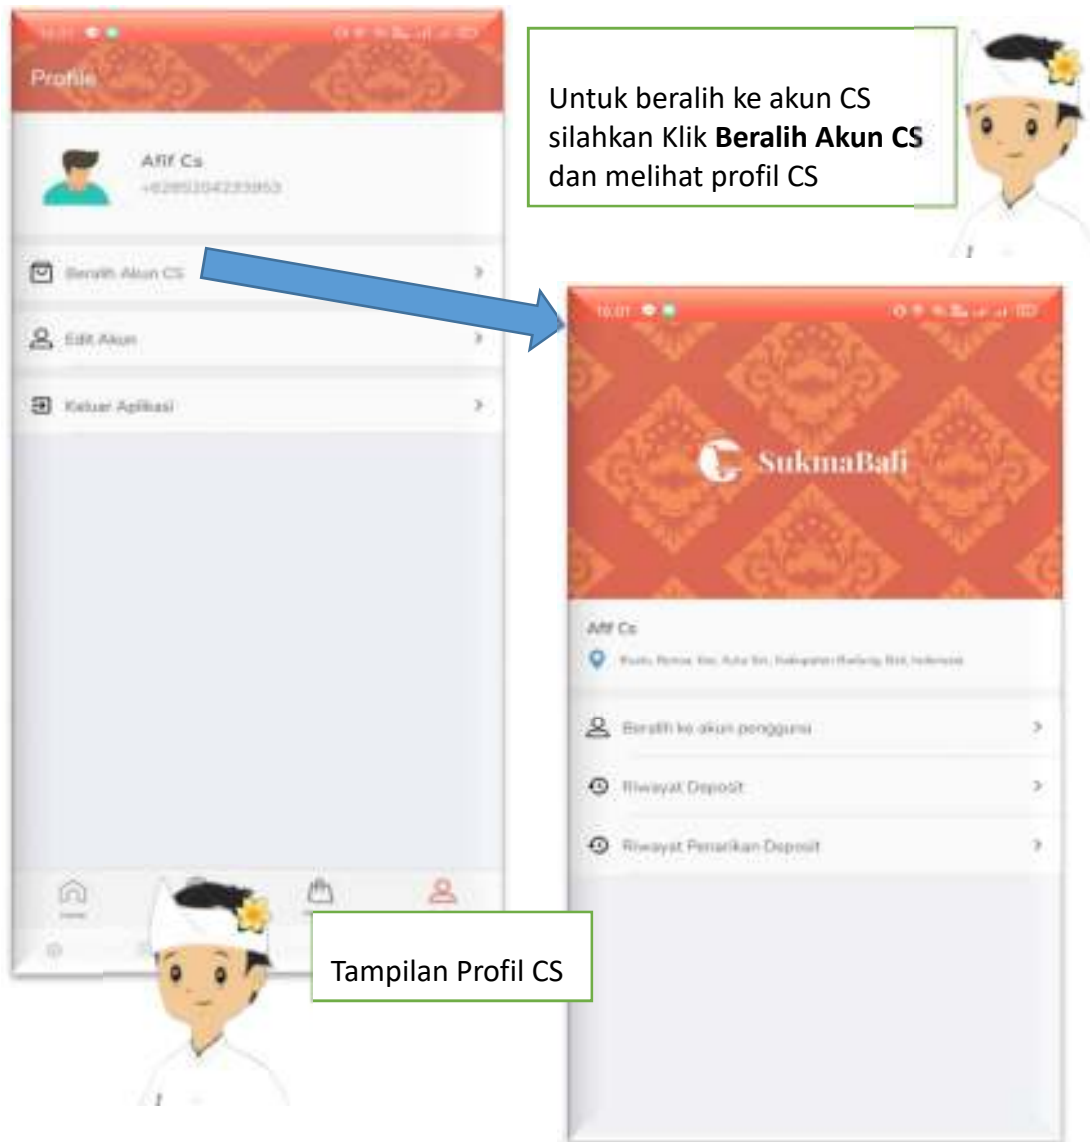 Profile
Afif Cs
Beralih Akun CS
Edit Akun
Keluar Aplikasi
Untuk beralih ke akun CS
silahkan Klik Beralih Akun CS
dan melihat profil CS
16:01
SukmaBali
Afif Cs
Beralih ke akun pengguna
Riwayat Deposit
Riwayat Penarikan Deposit
Tampilan Profil CS